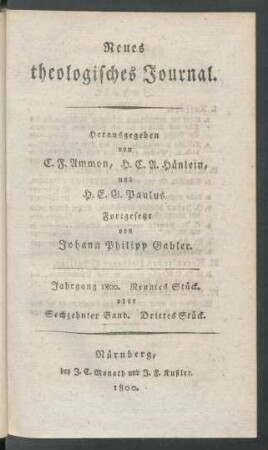 Neues
theologisches Journal.
Herausgegeben
von
C. F. Ammon, H. C. A. Hänlein,
und
H. E. G. Paulus
Fortgesetzt
von
Johann Philipp Gabler.
Jahrgang 1800. Neuntes Stück.
oder
Sechzehnter Band. Drittes Stück.
Nürnberg,
bey J. C. Monath und J. F. Kußler.
1800.